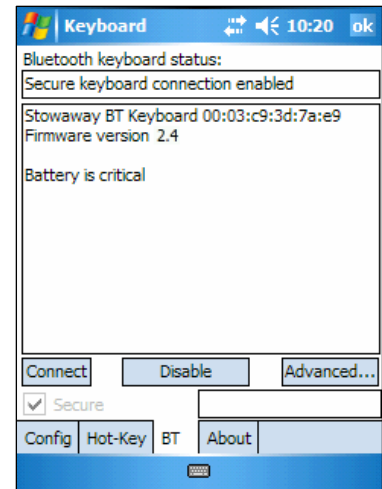 Keyboard 10:20 ok
Bluetooth keyboard status:
Secure keyboard connection enabled
Stowaway BT Keyboard 00:03:c9:3d:7a:e9
Firmware version 2.4
Battery is critical
Connect Disable Advanced...
Secure
Config Hot-Key BT About